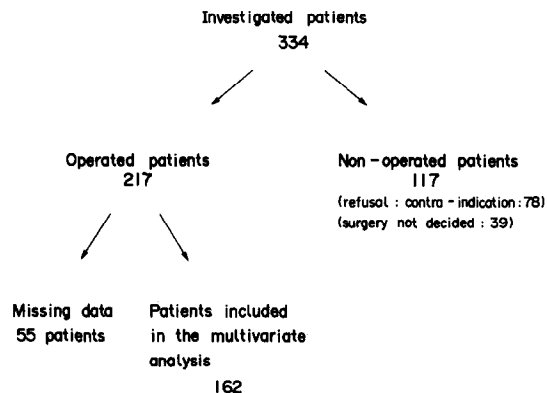 Investigated patients
334
Operated patients
217
Non-operated patients
117
(refusal : contra-indication : 78)
(surgery not decided : 39)
Missing data
55 patients
Patients included
in the multivariate
analysis
162